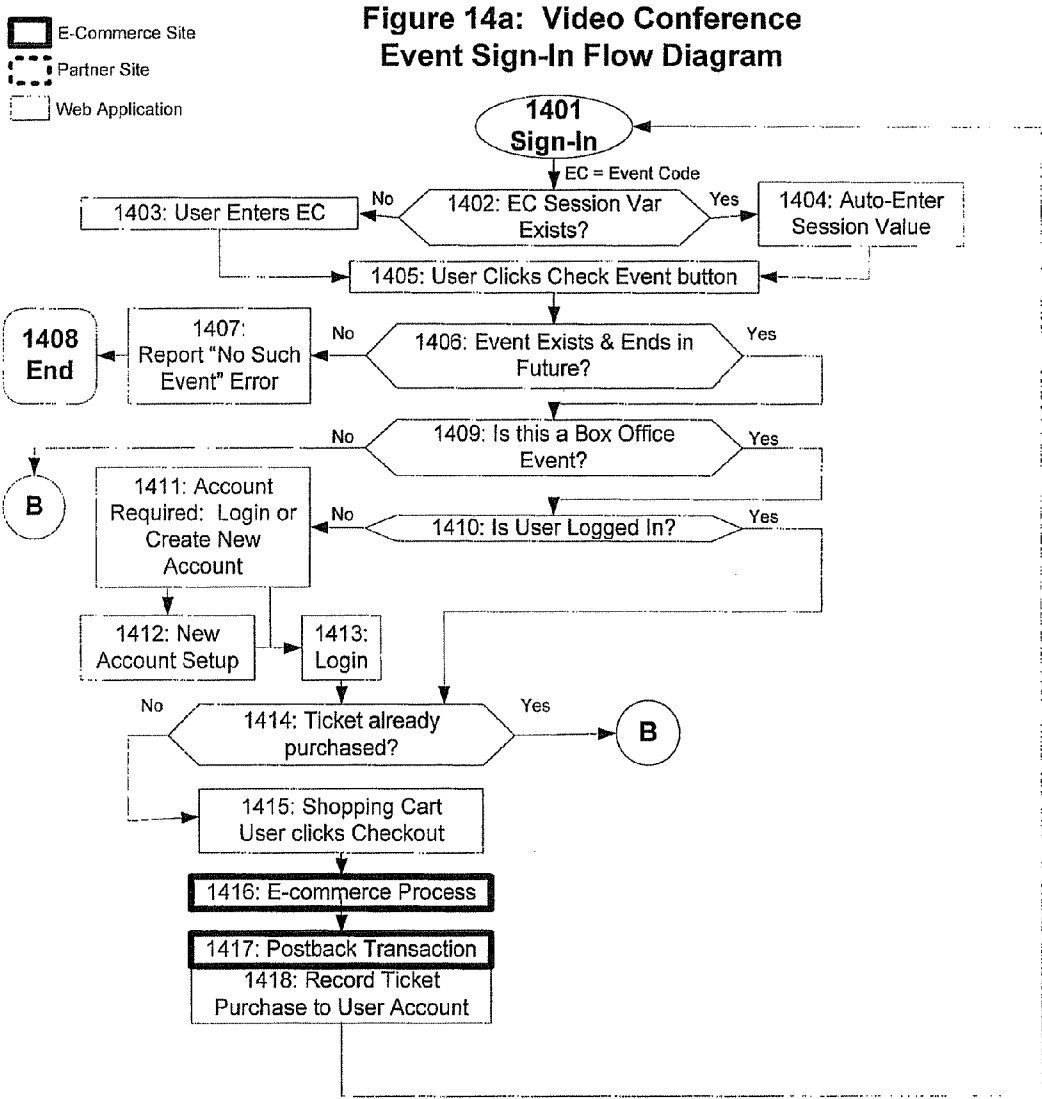 Figure 14a: Video Conference
Event Sign-In Flow Diagram
E-Commerce Site
Partner Site
Web Application
1401
Sign-In
EC = Event Code
No
1402: EC Session Var
Exists?
Yes
1403: User Enters EC
1404: Auto-Enter
Session Value
1405: User Clicks Check Event button
1408
End
1407:
Report "No Such
Event" Error
No
1406: Event Exists & Ends in
Future?
Yes
No
1409: Is this a Box Office
Event?
Yes
B
1411: Account
Required: Login or
Create New
Account
No
1410: Is User Logged In?
Yes
1412: New
Account Setup
1413:
Login
No
1414: Ticket already
purchased?
Yes
B
1415: Shopping Cart
User clicks Checkout
1416: E-commerce Process
1417: Postback Transaction
1418: Record Ticket
Purchase to User Account